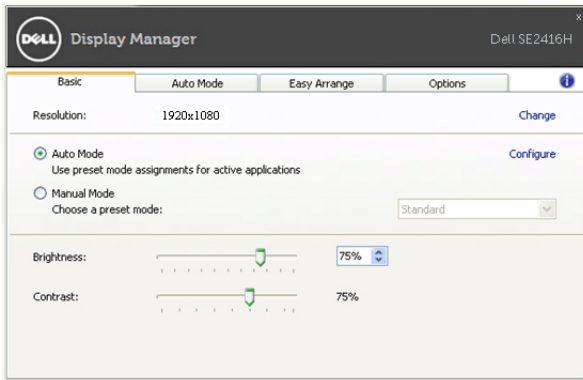 x
DELL Display Manager Dell SE2416H
Basic Auto Mode Easy Arrange Options i
Resolution: 1920x1080 Change
Auto Mode Configure
Use preset mode assignments for active applications
Manual Mode
Choose a preset mode: Standard
Brightness: 75%
Contrast: 75%